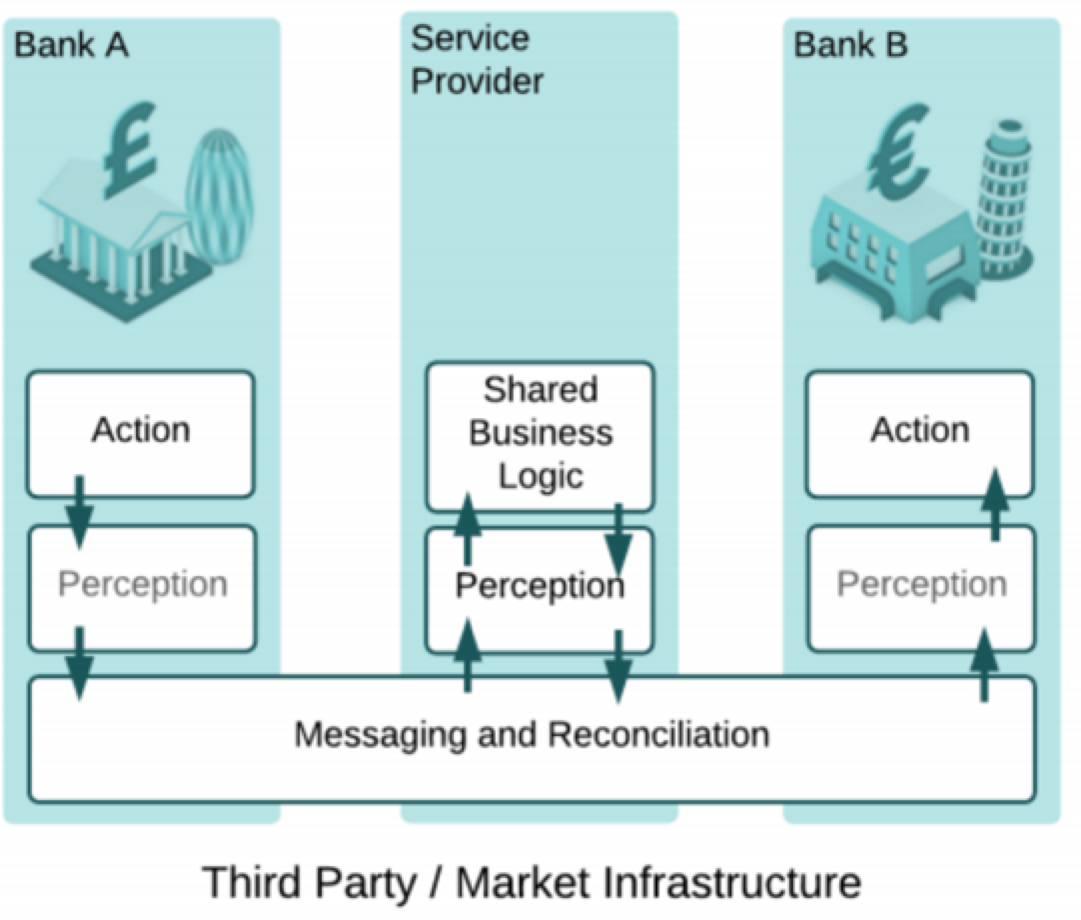 Bank A
Service
Provider
Bank B
£
€
Action
Shared
Business
Logic
Action
Perception
Perception
Perception
Messaging and Reconciliation
Third Party / Market Infrastructure